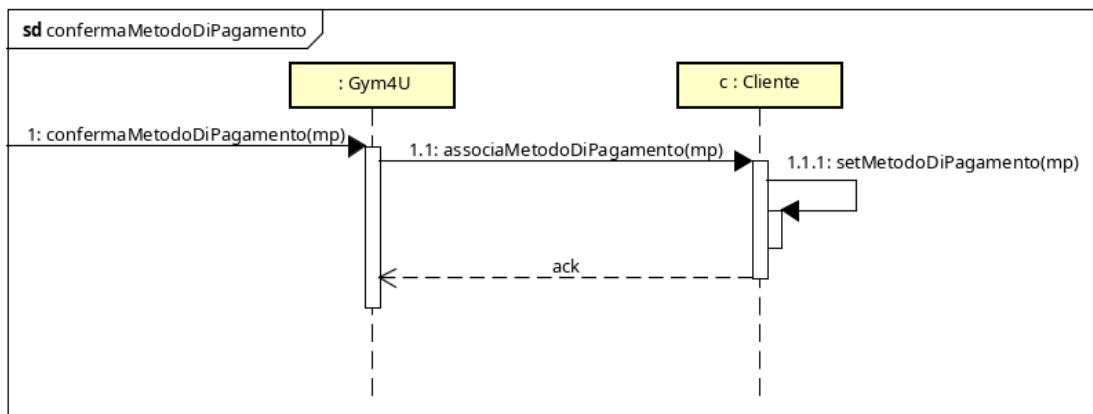 sd confermaMetodoDiPagamento
: Gym4U
c : Cliente
1: confermaMetodoDiPagamento(mp)
1.1: associaMetodoDiPagamento(mp)
1.1.1: setMetodoDiPagamento(mp)
ack